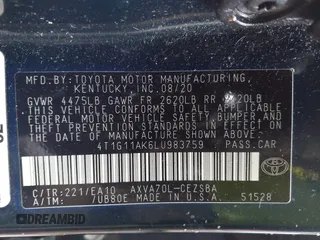 MFD.BY:TOYOTA MOTOR MANUFACTURING,
KENTUCKY,INC.08/20
GVWR 4475LB GAWR FR 2620LB RR
THIS VEHICLE CONFORMS TO ALL APPLICABLE
FEDERAL MOTOR VEHICLE SAFETY, BUMPER, AND
THEFT PREVENTION STANDARDS IN EFFECT ON
THE DATE OF MANUFACTURE SHOWN ABOVE.
4T1G11AK6LU983759 PASS.CAR
C/TR:221/EA10 AXVA70L-CEZSBA
A/TM: 7UB80E MADE IN U.S.A. 51528
DREAMBID